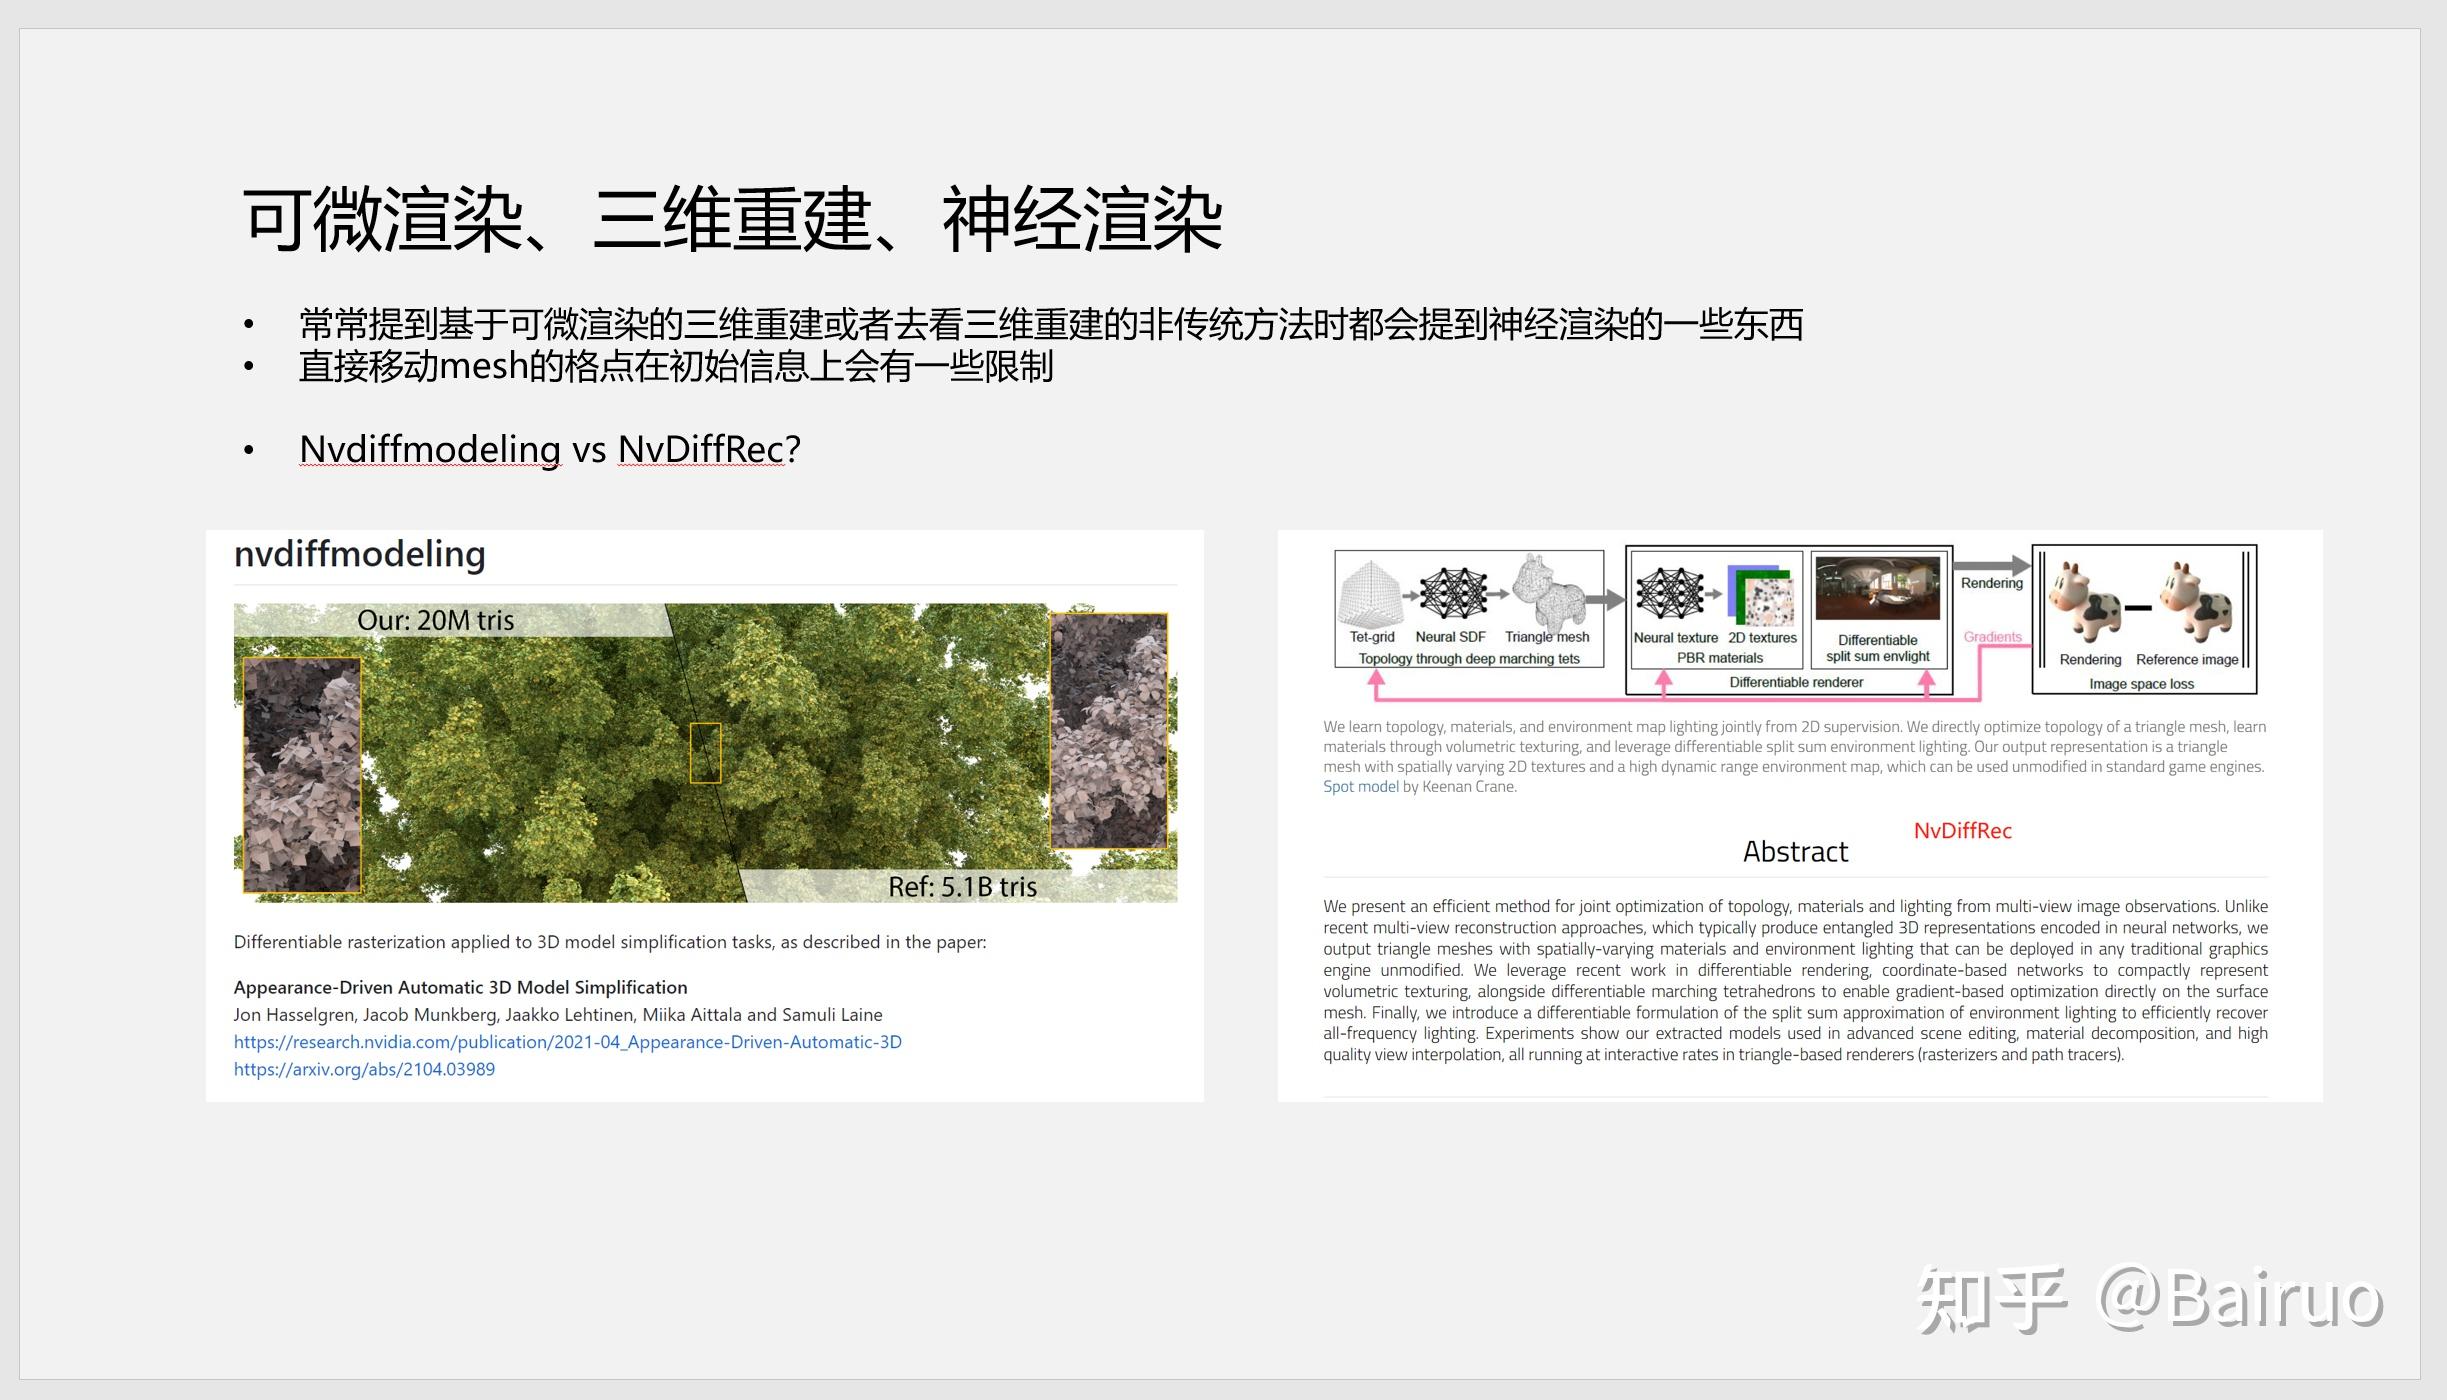 可微渲染、三维重建、神经渲染
• 常常提到基于可微渲染的三维重建或者去看三维重建的非传统方法时都会提到神经渲染的一些东西
• 直接移动mesh的格点在初始信息上会有一些限制
• Nvdiffmodeling vs NvDiffRec?
nvdiffmodeling
Our: 20M tris
Ref: 5.1B tris
Differentiable rasterization applied to 3D model simplification tasks, as described in the paper:
Appearance-Driven Automatic 3D Model Simplification
Jon Hasselgren, Jacob Munkberg, Jaakko Lehtinen, Miika Aittala and Samuli Laine
https://research.nvidia.com/publication/2021-04_Appearance-Driven-Automatic-3D
https://arxiv.org/abs/2104.03989
Tet-grid Neural SDF Triangle mesh
Topology through deep marching tets
Neural texture 2D textures
PBR materials
Differentiable
split sum envlight
Differentiable renderer
Rendering
Gradients
Rendering Reference image
Image space loss
We learn topology, materials, and environment map lighting jointly from 2D supervision. We directly optimize topology of a triangle mesh, learn
materials through volumetric texturing, and leverage differentiable split sum environment lighting. Our output representation is a triangle
mesh with spatially varying 2D textures and a high dynamic range environment map, which can be used unmodified in standard game engines.
Spot model by Keenan Crane.
NvDiffRec
Abstract
We present an efficient method for joint optimization of topology, materials and lighting from multi-view image observations. Unlike
recent multi-view reconstruction approaches, which typically produce entangled 3D representations encoded in neural networks, we
output triangle meshes with spatially-varying materials and environment lighting that can be deployed in any traditional graphics
engine unmodified. We leverage recent work in differentiable rendering, coordinate-based networks to compactly represent
volumetric texturing, alongside differentiable marching tetrahedrons to enable gradient-based optimization directly on the surface
mesh. Finally, we introduce a differentiable formulation of the split sum approximation of environment lighting to efficiently recover
all-frequency lighting. Experiments show our extracted models used in advanced scene editing, material decomposition, and high
quality view interpolation, all running at interactive rates in triangle-based renderers (rasterizers and path tracers).
知乎 @Bairuo